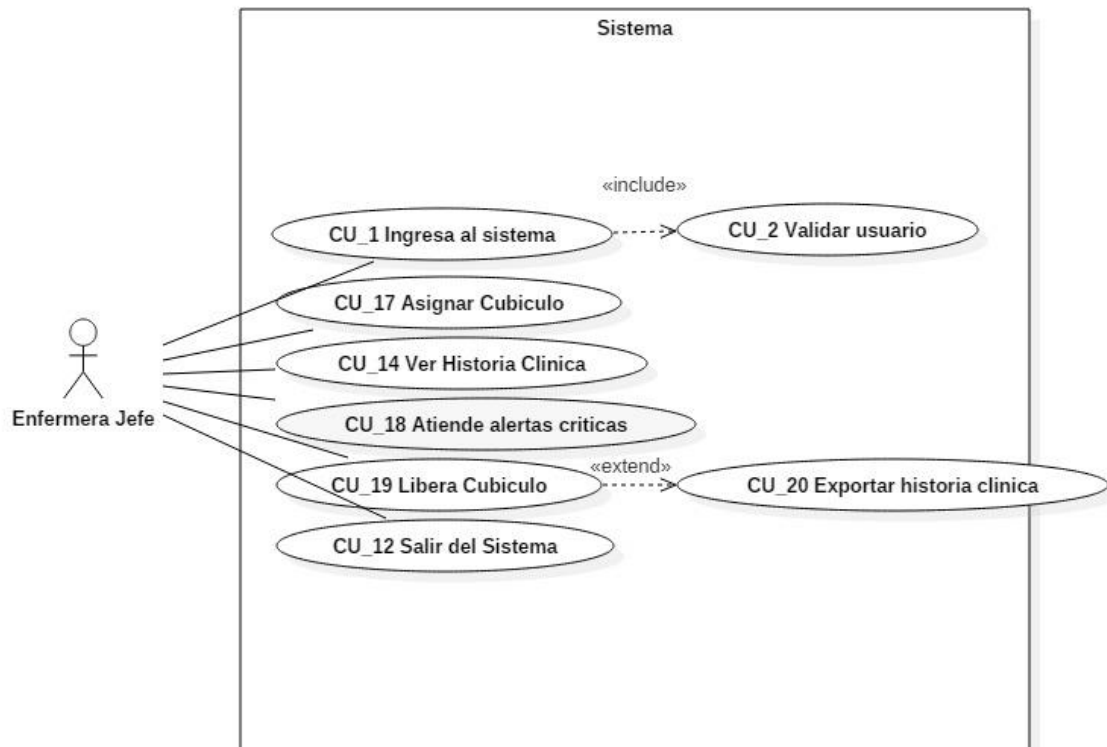 Sistema
«include»
CU_1 Ingresa al sistema
CU_2 Validar usuario
CU_17 Asignar Cubiculo
CU_14 Ver Historia Clinica
Enfermera Jefe
CU_18 Atiende alertas criticas
«extend»
CU_19 Libera Cubiculo
CU_20 Exportar historia clinica
CU_12 Salir del Sistema